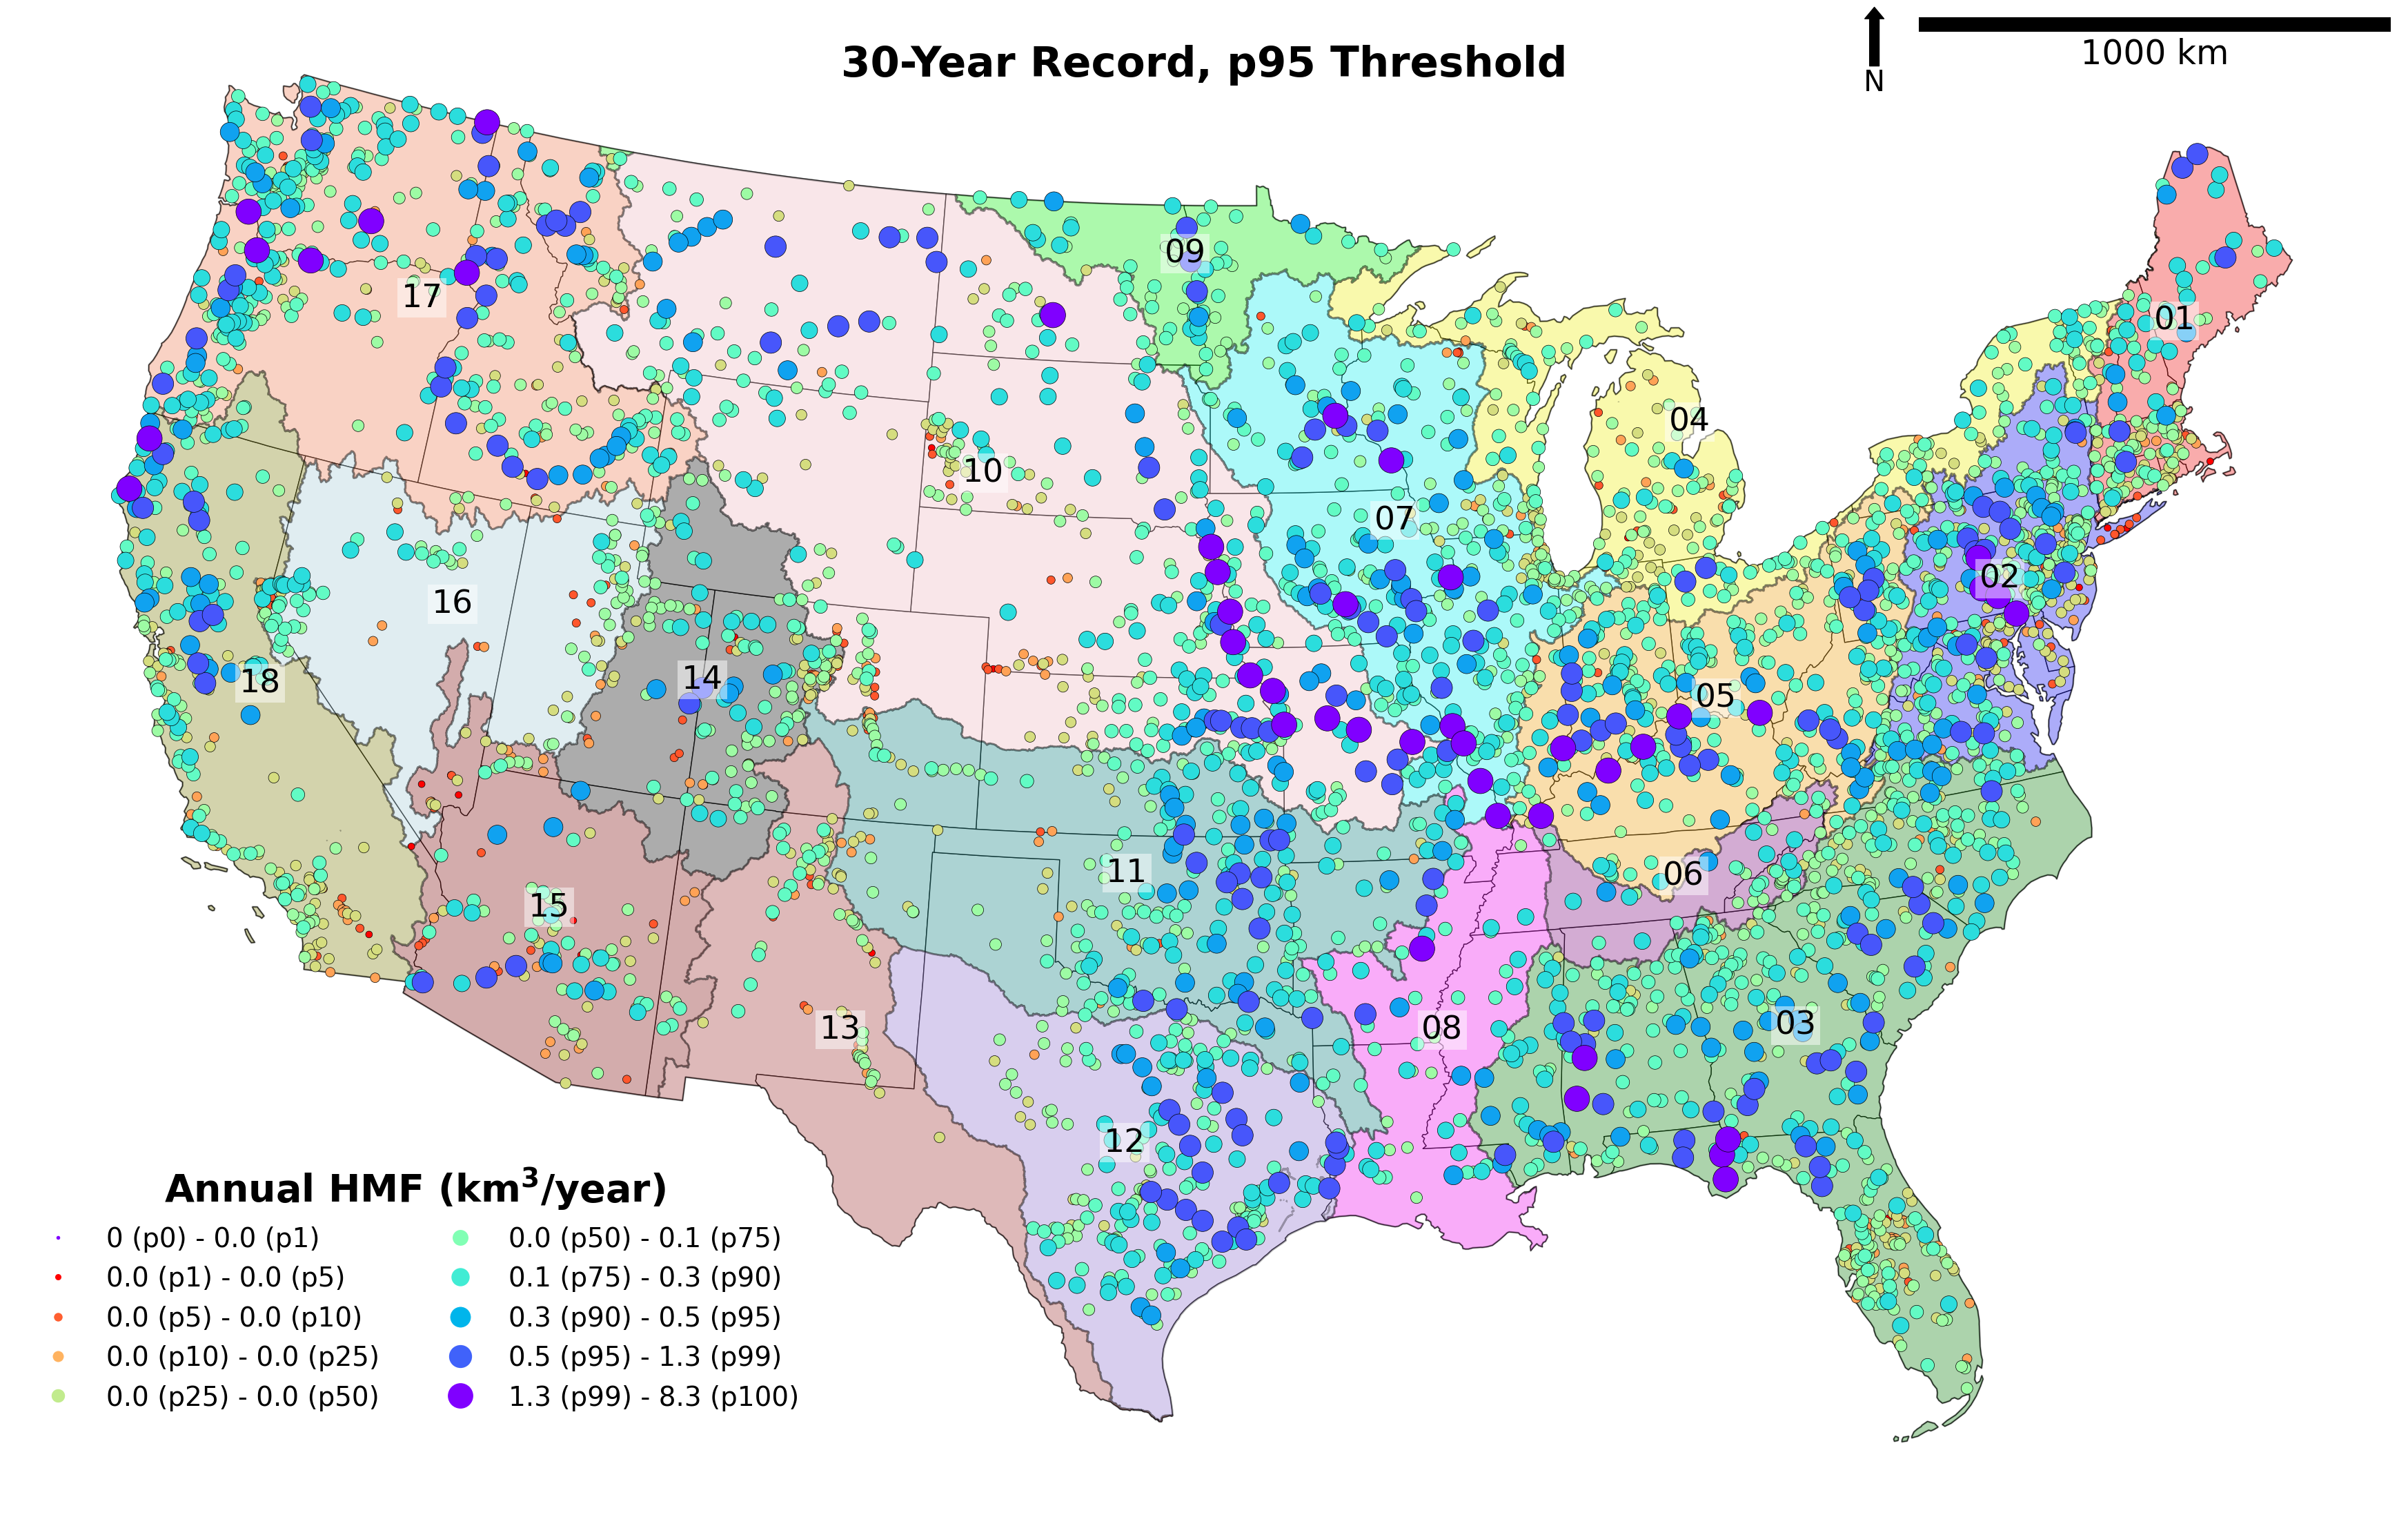 30-Year Record, p95 Threshold
N
1000 km
09
01
17
04
10
07
02
16
18
14
05
11
06
15
13
08
03
12
Annual HMF (km³/year)
0 (p0) - 0.0 (p1)
0.0 (p1) - 0.0 (p5)
0.0 (p5) - 0.0 (p10)
0.0 (p10) - 0.0 (p25)
0.0 (p25) - 0.0 (p50)
0.0 (p50) - 0.1 (p75)
0.1 (p75) - 0.3 (p90)
0.3 (p90) - 0.5 (p95)
0.5 (p95) - 1.3 (p99)
1.3 (p99) - 8.3 (p100)